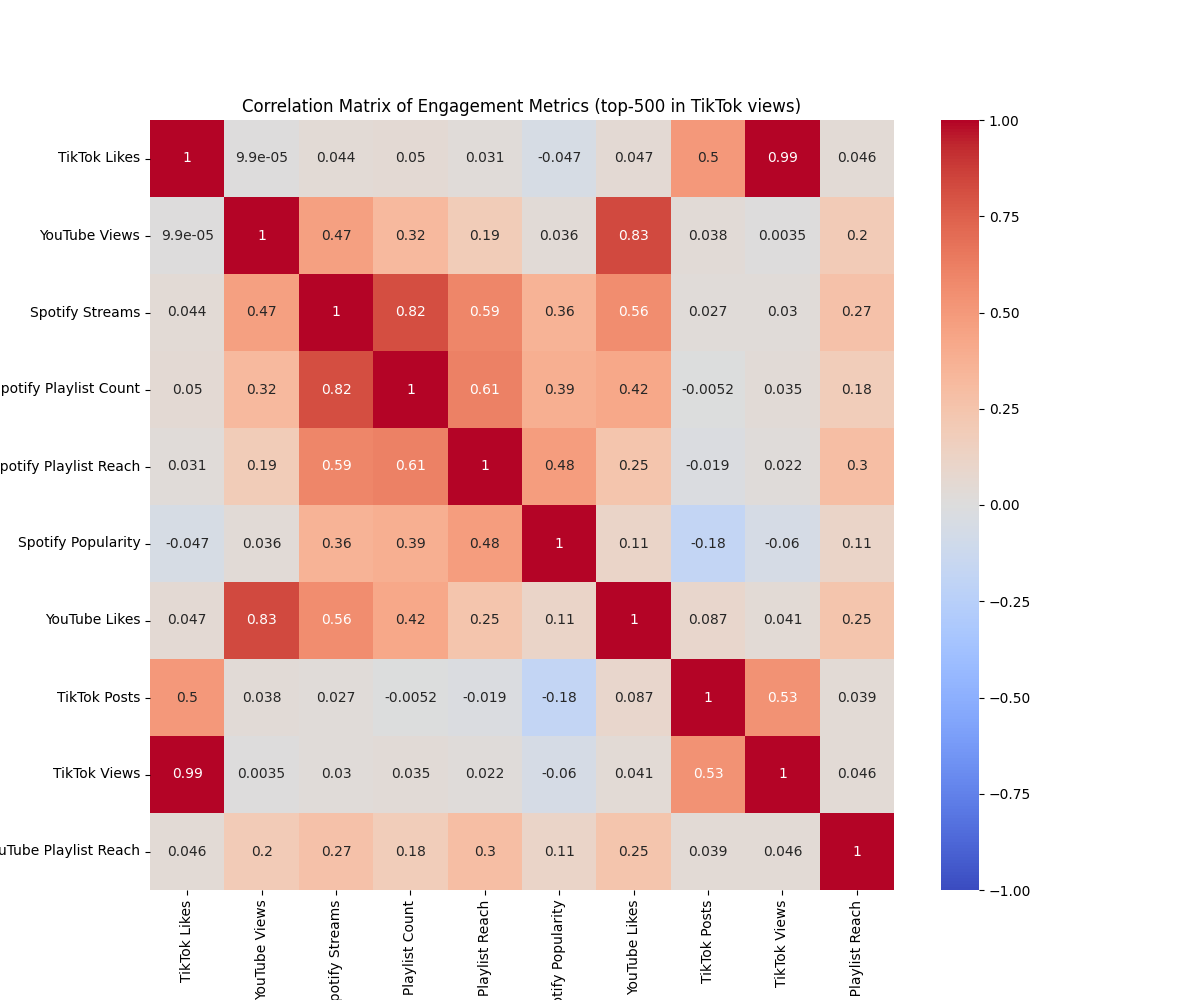 Correlation Matrix of Engagement Metrics (top-500 in TikTok views)
TikTok Likes 1 9.9e-05 0.044 0.05 0.031 -0.047 0.047 0.5 0.99 0.046
YouTube Views 9.9e-05 1 0.47 0.32 0.19 0.036 0.83 0.038 0.0035 0.2
Spotify Streams 0.044 0.47 1 0.82 0.59 0.36 0.56 0.027 0.03 0.27
potify Playlist Count 0.05 0.32 0.82 1 0.61 0.39 0.42 -0.0052 0.035 0.18
potify Playlist Reach 0.031 0.19 0.59 0.61 1 0.48 0.25 -0.019 0.022 0.3
Spotify Popularity -0.047 0.036 0.36 0.39 0.48 1 0.11 -0.18 -0.06 0.11
YouTube Likes 0.047 0.83 0.56 0.42 0.25 0.11 1 0.087 0.041 0.25
TikTok Posts 0.5 0.038 0.027 -0.0052 -0.019 -0.18 0.087 1 0.53 0.039
TikTok Views 0.99 0.0035 0.03 0.035 0.022 -0.06 0.041 0.53 1 0.046
uTube Playlist Reach 0.046 0.2 0.27 0.18 0.3 0.11 0.25 0.039 0.046 1
TikTok Likes
YouTube Views
potify Streams
Playlist Count
Playlist Reach
otify Popularity
YouTube Likes
TikTok Posts
TikTok Views
Playlist Reach
1.00
0.75
0.50
0.25
0.00
−0.25
−0.50
−0.75
−1.00